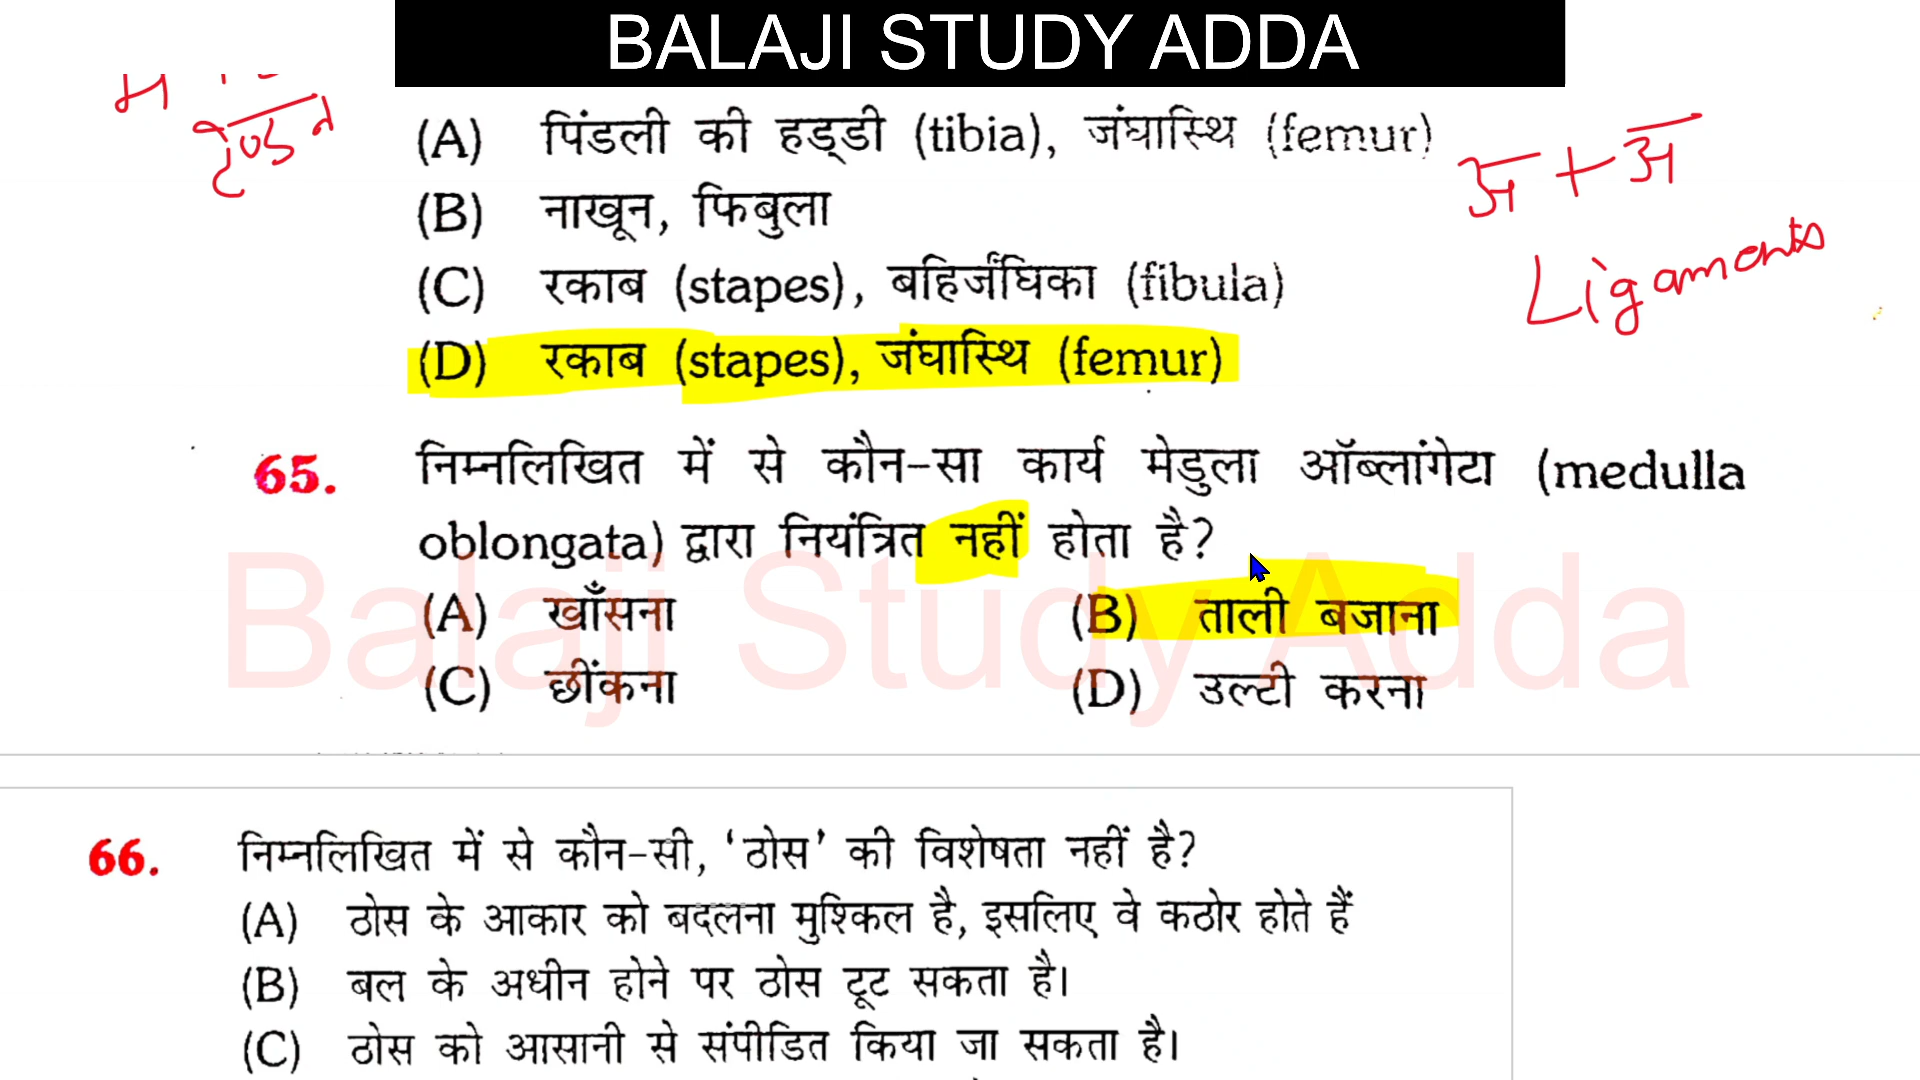 BALAJI STUDY ADDA
टेण्डन
(A) पिंडली की हड्डी (tibia), जंघास्थि (femur)
अ + अ
(B) नाखून, फिबुला
Ligaments
(C) रकाब (stapes), बहिर्जंघिका (fibula)
(D) रकाब (stapes), जंघास्थि (femur)
65. निम्नलिखित में से कौन-सा कार्य मेडुला ऑब्लांगेटा (medulla
oblongata) द्वारा नियंत्रित नहीं होता है?
Balaji Study Adda
(A) खाँसना (B) ताली बजाना
(C) छींकना (D) उल्टी करना
66. निम्नलिखित में से कौन-सी, ‘ठोस’ की विशेषता नहीं है?
(A) ठोस के आकार को बदलना मुश्किल है, इसलिए वे कठोर होते हैं
(B) बल के अधीन होने पर ठोस टूट सकता है।
(C) ठोस को आसानी से संपीडित किया जा सकता है।